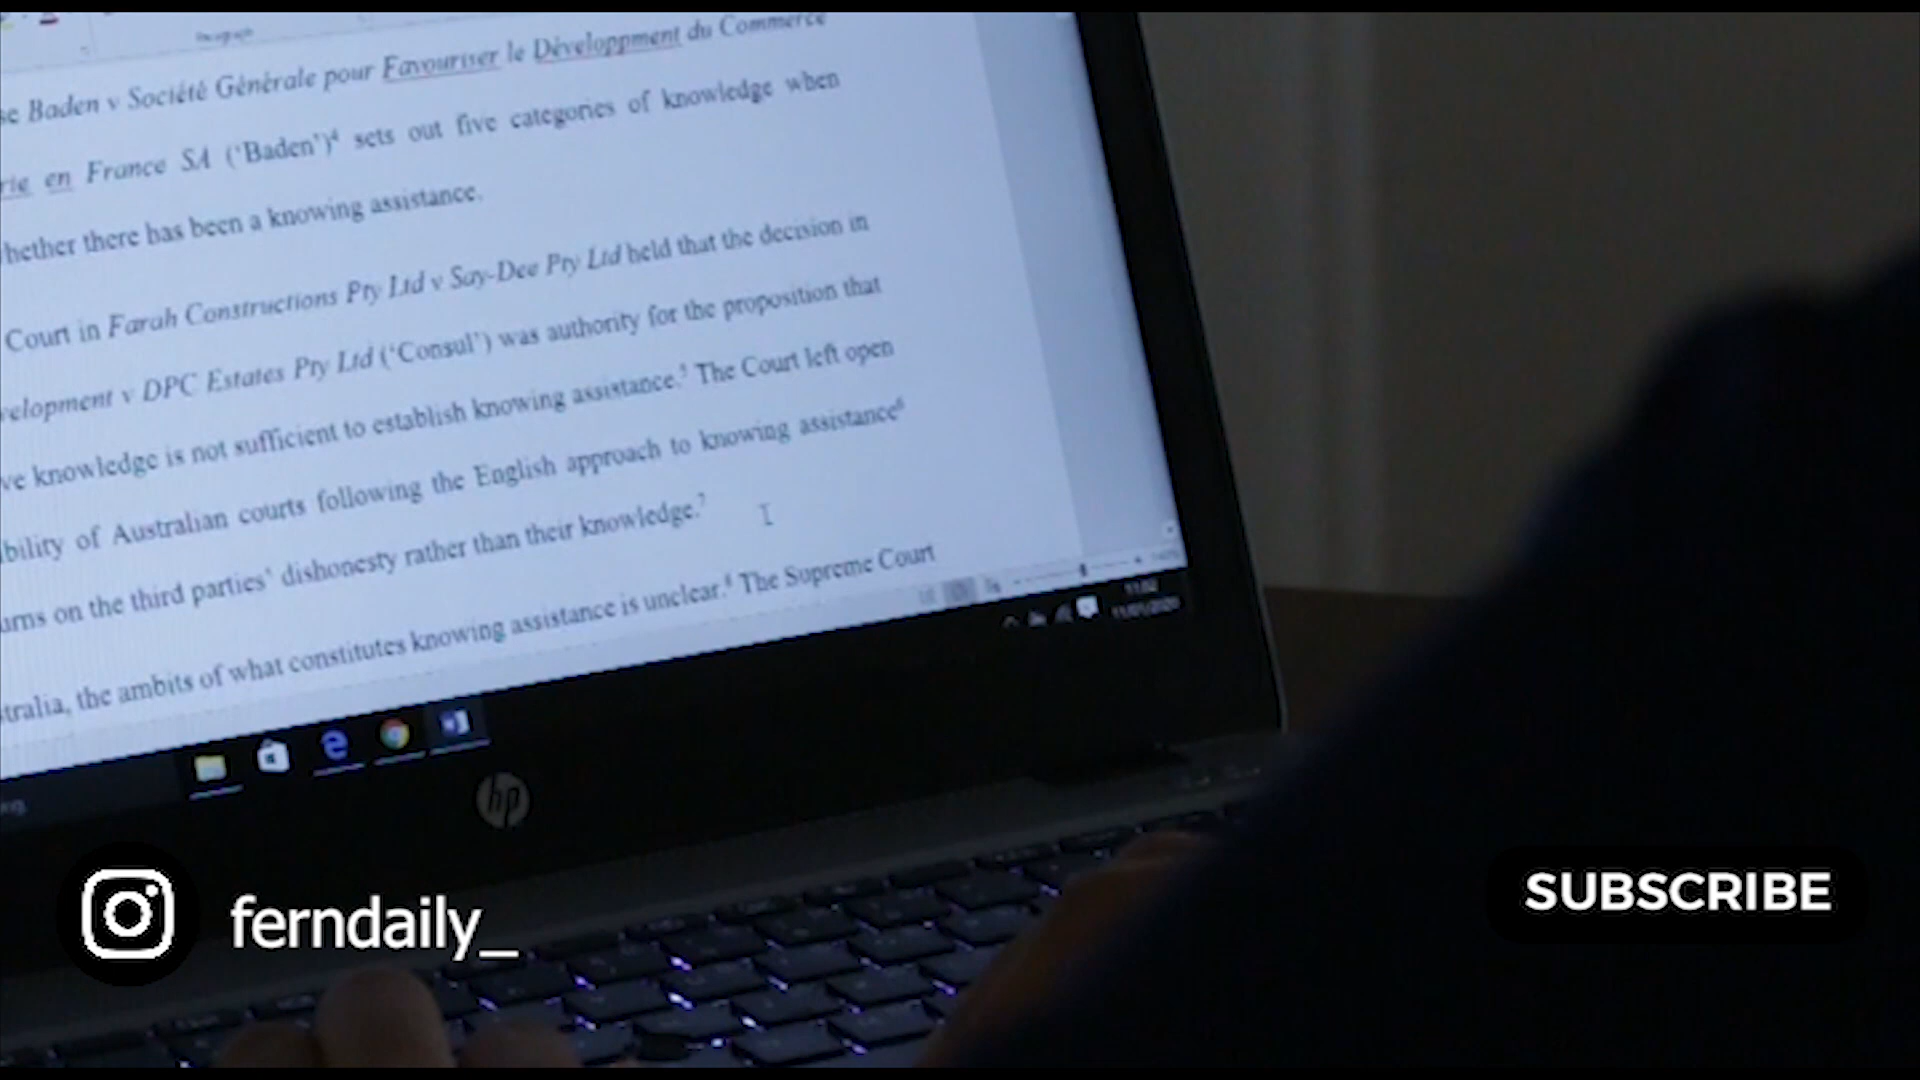 Paragraph
se Baden v Société Générale pour Favouriser le Développment du Commerce
rie en France SA (‘Baden’)⁴ sets out five categories of knowledge when
whether there has been a knowing assistance.
Court in Farah Constructions Pty Ltd v Say-Dee Pty Ltd held that the decision in
velopment v DPC Estates Pty Ltd (‘Consul’) was authority for the proposition that
ve knowledge is not sufficient to establish knowing assistance.⁵ The Court left open
bility of Australian courts following the English approach to knowing assistance⁶
urns on the third parties’ dishonesty rather than their knowledge.⁷
stralia, the ambits of what constitutes knowing assistance is unclear.⁸ The Supreme Court
11/01/2020
hp
ferndaily_
SUBSCRIBE